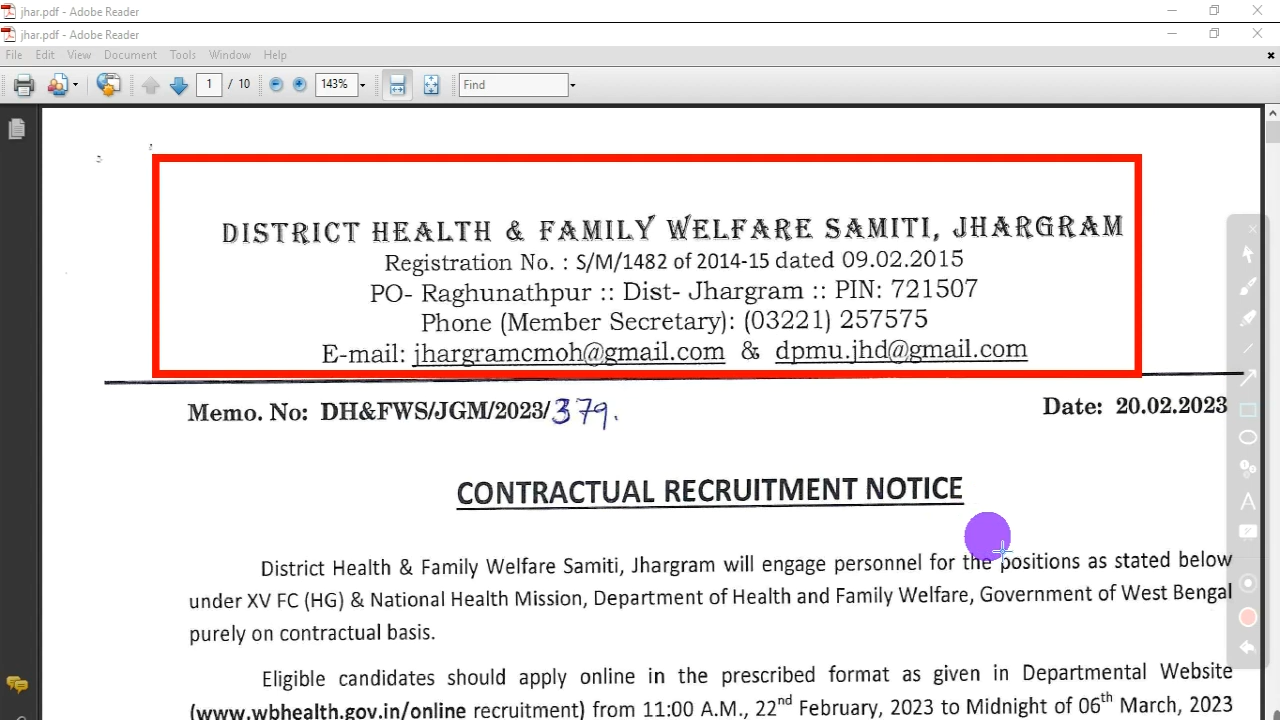 jhar.pdf - Adobe Reader
jhar.pdf - Adobe Reader
File Edit View Document Tools Window Help
1 / 10 143% Find
DISTRICT HEALTH & FAMILY WELFARE SAMITI, JHARGRAM
Registration No. : S/M/1482 of 2014-15 dated 09.02.2015
PO- Raghunathpur :: Dist- Jhargram :: PIN: 721507
Phone (Member Secretary): (03221) 257575
E-mail: jhargramcmoh@gmail.com & dpmu.jhd@gmail.com
Memo. No: DH&FWS/JGM/2023/379. Date: 20.02.2023
CONTRACTUAL RECRUITMENT NOTICE
District Health & Family Welfare Samiti, Jhargram will engage personnel for the positions as stated below
under XV FC (HG) & National Health Mission, Department of Health and Family Welfare, Government of West Bengal
purely on contractual basis.
Eligible candidates should apply online in the prescribed format as given in Departmental Website
(www.wbhealth.gov.in/online recruitment) from 11:00 A.M., 22nd February, 2023 to Midnight of 06th March, 2023